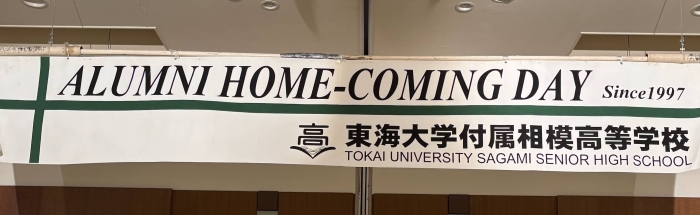 ALUMNI HOME-COMING DAY Since1997
高 東海大学付属相模高等学校
TOKAI UNIVERSITY SAGAMI SENIOR HIGH SCHOOL